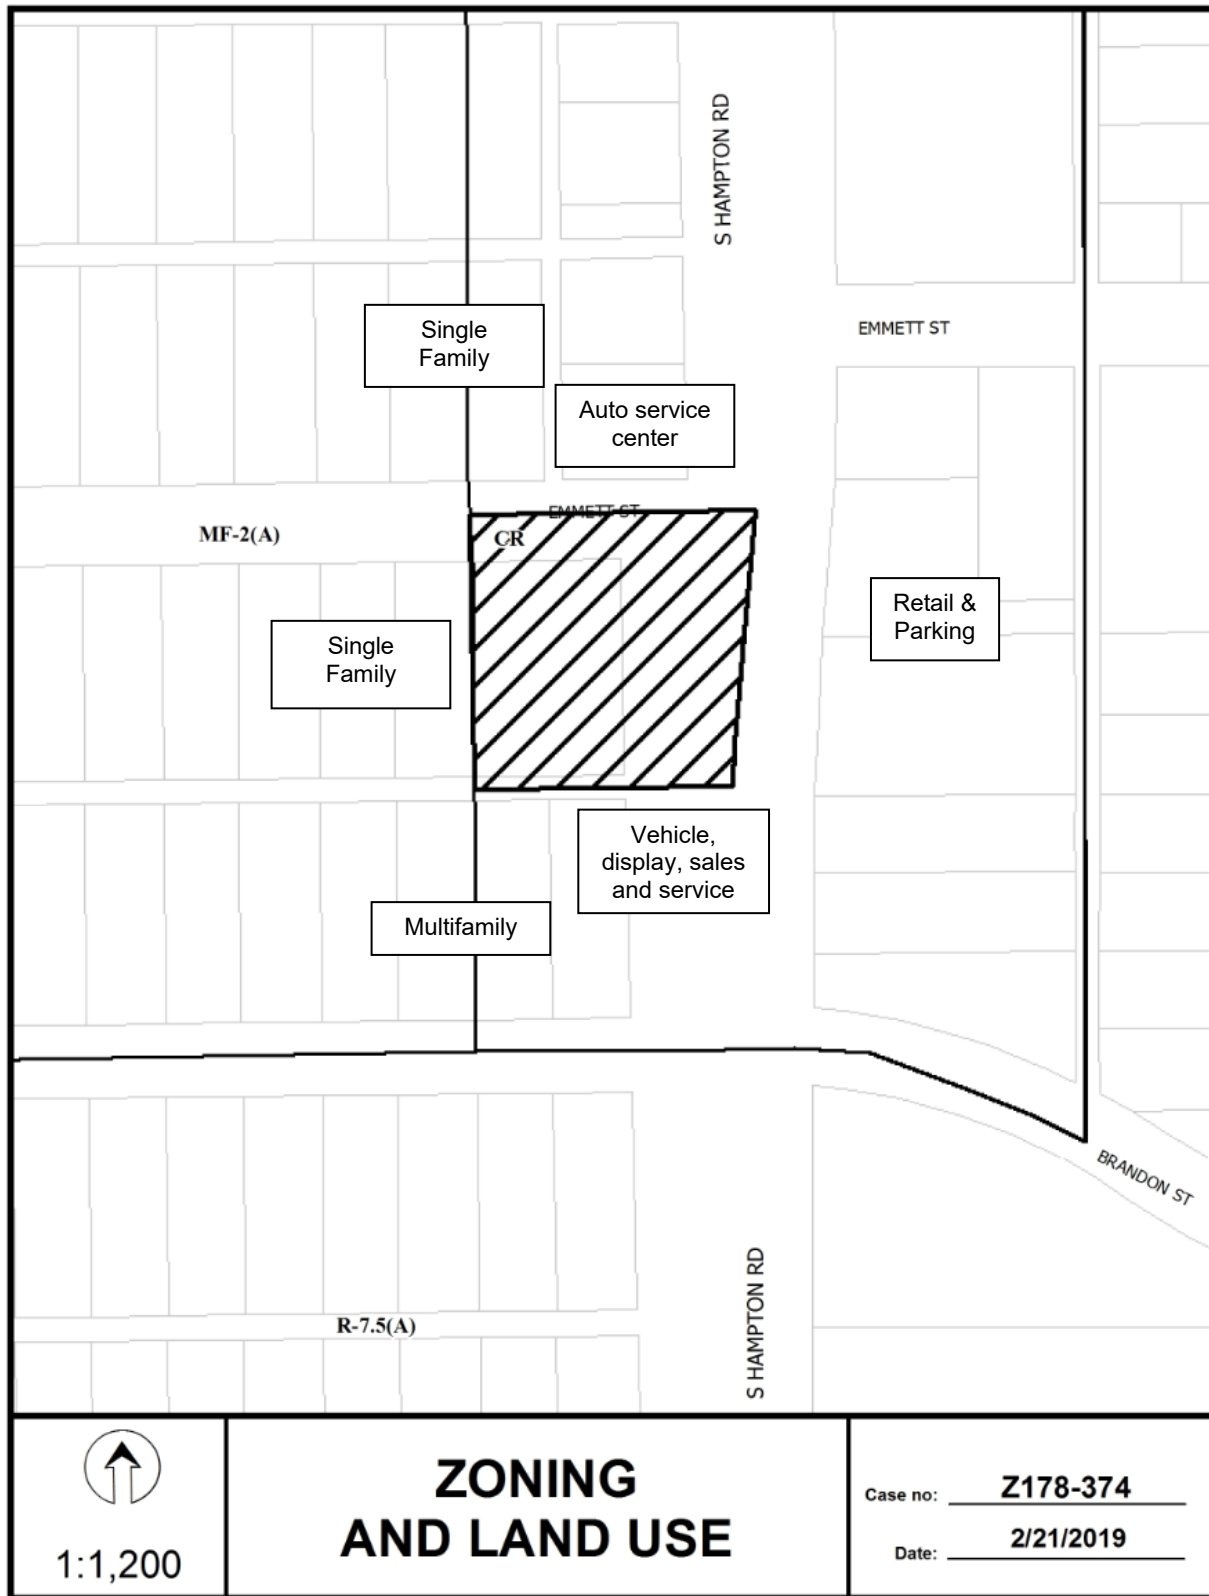 S HAMPTON RD
EMMETT ST
Single
Family
Auto service
center
EMMETT ST
MF-2(A)
CR
Retail &
Parking
Single
Family
Vehicle,
display, sales
and service
Multifamily
BRANDON ST
S HAMPTON RD
R-7.5(A)
1:1,200
ZONING
AND LAND USE
Case no: Z178-374
Date: 2/21/2019